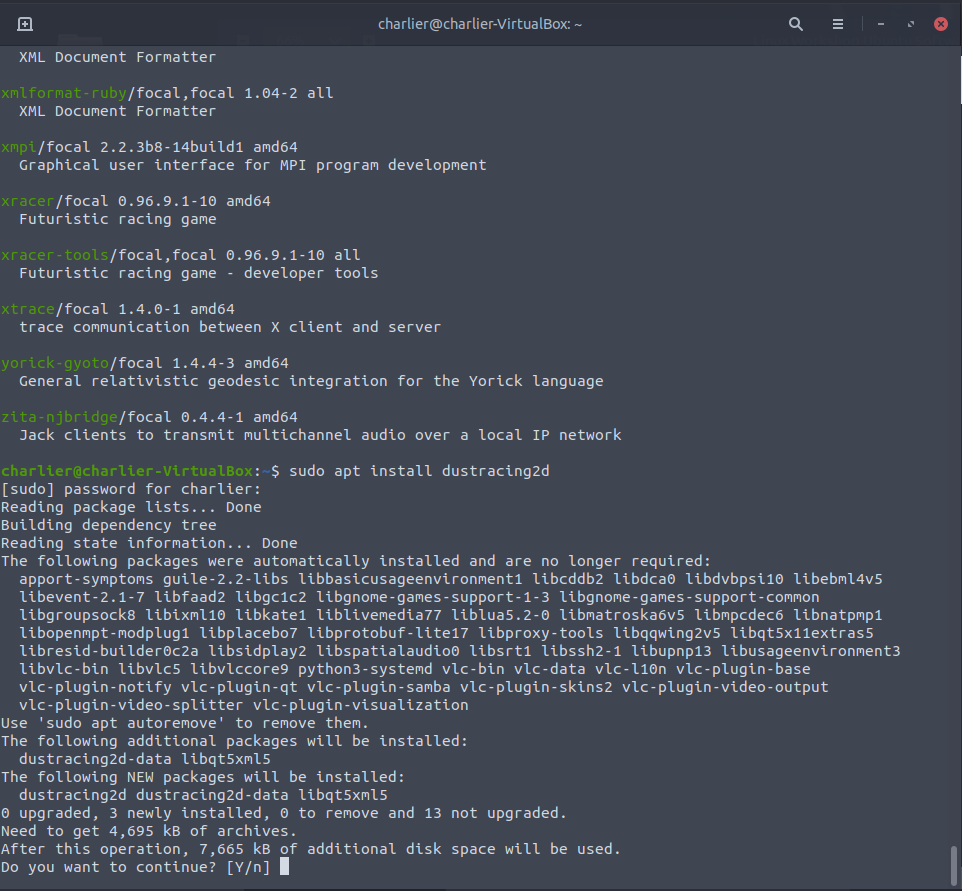 charlier@charlier-VirtualBox: ~
  XML Document Formatter

xmlformat-ruby/focal,focal 1.04-2 all
  XML Document Formatter

xmpi/focal 2.2.3b8-14build1 amd64
  Graphical user interface for MPI program development

xracer/focal 0.96.9.1-10 amd64
  Futuristic racing game

xracer-tools/focal,focal 0.96.9.1-10 all
  Futuristic racing game - developer tools

xtrace/focal 1.4.0-1 amd64
  trace communication between X client and server

yorick-gyoto/focal 1.4.4-3 amd64
  General relativistic geodesic integration for the Yorick language

zita-njbridge/focal 0.4.4-1 amd64
  Jack clients to transmit multichannel audio over a local IP network

charlier@charlier-VirtualBox:~$ sudo apt install dustracing2d
[sudo] password for charlier:
Reading package lists... Done
Building dependency tree
Reading state information... Done
The following packages were automatically installed and are no longer required:
  apport-symptoms guile-2.2-libs libbasicusageenvironment1 libcddb2 libdca0 libdvbpsi10 libebml4v5
  libevent-2.1-7 libfaad2 libgc1c2 libgnome-games-support-1-3 libgnome-games-support-common
  libgroupsock8 libixml10 libkate1 liblivemedia77 liblua5.2-0 libmatroska6v5 libmpcdec6 libnatpmp1
  libopenmpt-modplug1 libplacebo7 libprotobuf-lite17 libproxy-tools libqqwing2v5 libqt5x11extras5
  libresid-builder0c2a libsidplay2 libspatialaudio0 libsrt1 libssh2-1 libupnp13 libusageenvironment3
  libvlc-bin libvlc5 libvlccore9 python3-systemd vlc-bin vlc-data vlc-l10n vlc-plugin-base
  vlc-plugin-notify vlc-plugin-qt vlc-plugin-samba vlc-plugin-skins2 vlc-plugin-video-output
  vlc-plugin-video-splitter vlc-plugin-visualization
Use 'sudo apt autoremove' to remove them.
The following additional packages will be installed:
  dustracing2d-data libqt5xml5
The following NEW packages will be installed:
  dustracing2d dustracing2d-data libqt5xml5
0 upgraded, 3 newly installed, 0 to remove and 13 not upgraded.
Need to get 4,695 kB of archives.
After this operation, 7,665 kB of additional disk space will be used.
Do you want to continue? [Y/n]